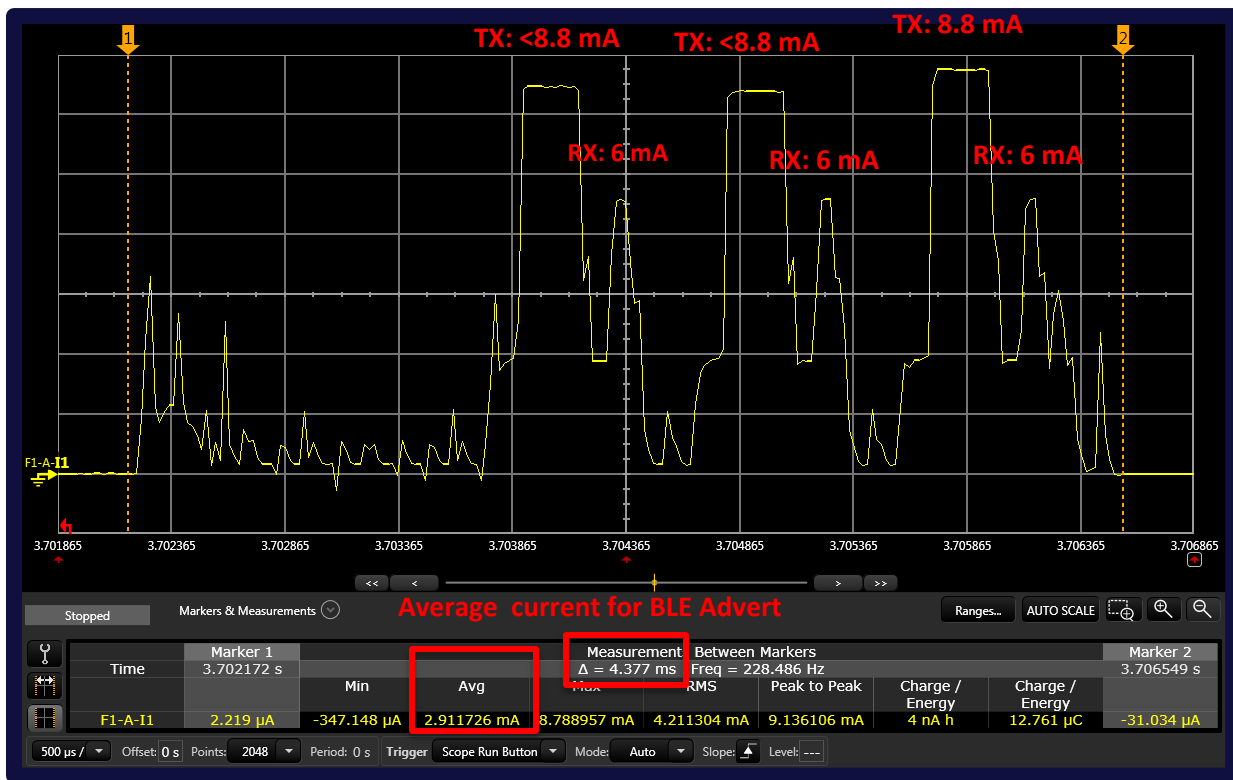 TX: <8.8 mA
TX: <8.8 mA
TX: 8.8 mA
1
2
RX: 6 mA
RX: 6 mA
RX: 6 mA
F1-A-I1
3.701865
3.702365
3.702865
3.703365
3.703865
3.704365
3.704865
3.705365
3.705865
3.706365
3.706865
<<
<
>
>>
Stopped
Markers & Measurements
Average current for BLE Advert
Ranges...
AUTO SCALE
Marker 1
Measurement Between Markers
Marker 2
Time
3.702172 s
Δ = 4.377 ms
Freq = 228.486 Hz
3.706549 s
Min
Avg
Max
RMS
Peak to Peak
Charge / Energy
Charge / Energy
F1-A-I1
2.219 µA
-347.148 µA
2.911726 mA
8.788957 mA
4.211304 mA
9.136106 mA
4 nA h
12.761 µC
-31.034 µA
500 µs /
Offset: 0 s
Points: 2048
Period: 0 s
Trigger
Scope Run Button
Mode: Auto
Slope:
Level: ---